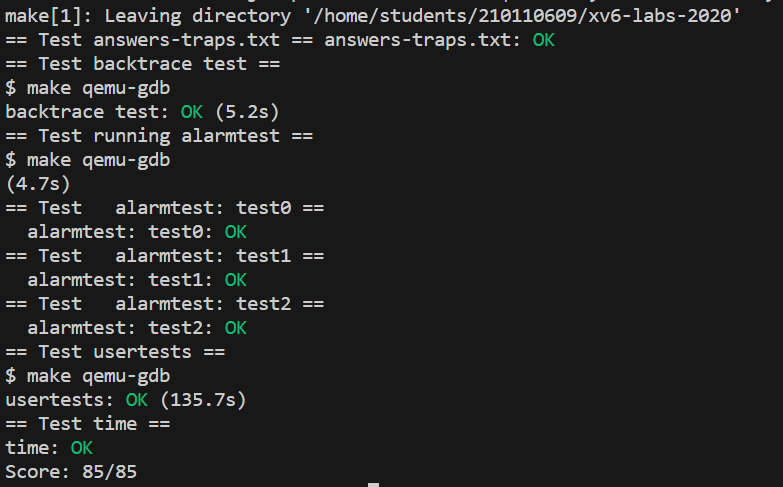 make[1]: Leaving directory '/home/students/210110609/xv6-labs-2020'
== Test answers-traps.txt == answers-traps.txt: OK
== Test backtrace test ==
$ make qemu-gdb
backtrace test: OK (5.2s)
== Test running alarmtest ==
$ make qemu-gdb
(4.7s)
== Test   alarmtest: test0 ==
  alarmtest: test0: OK
== Test   alarmtest: test1 ==
  alarmtest: test1: OK
== Test   alarmtest: test2 ==
  alarmtest: test2: OK
== Test usertests ==
$ make qemu-gdb
usertests: OK (135.7s)
== Test time ==
time: OK
Score: 85/85